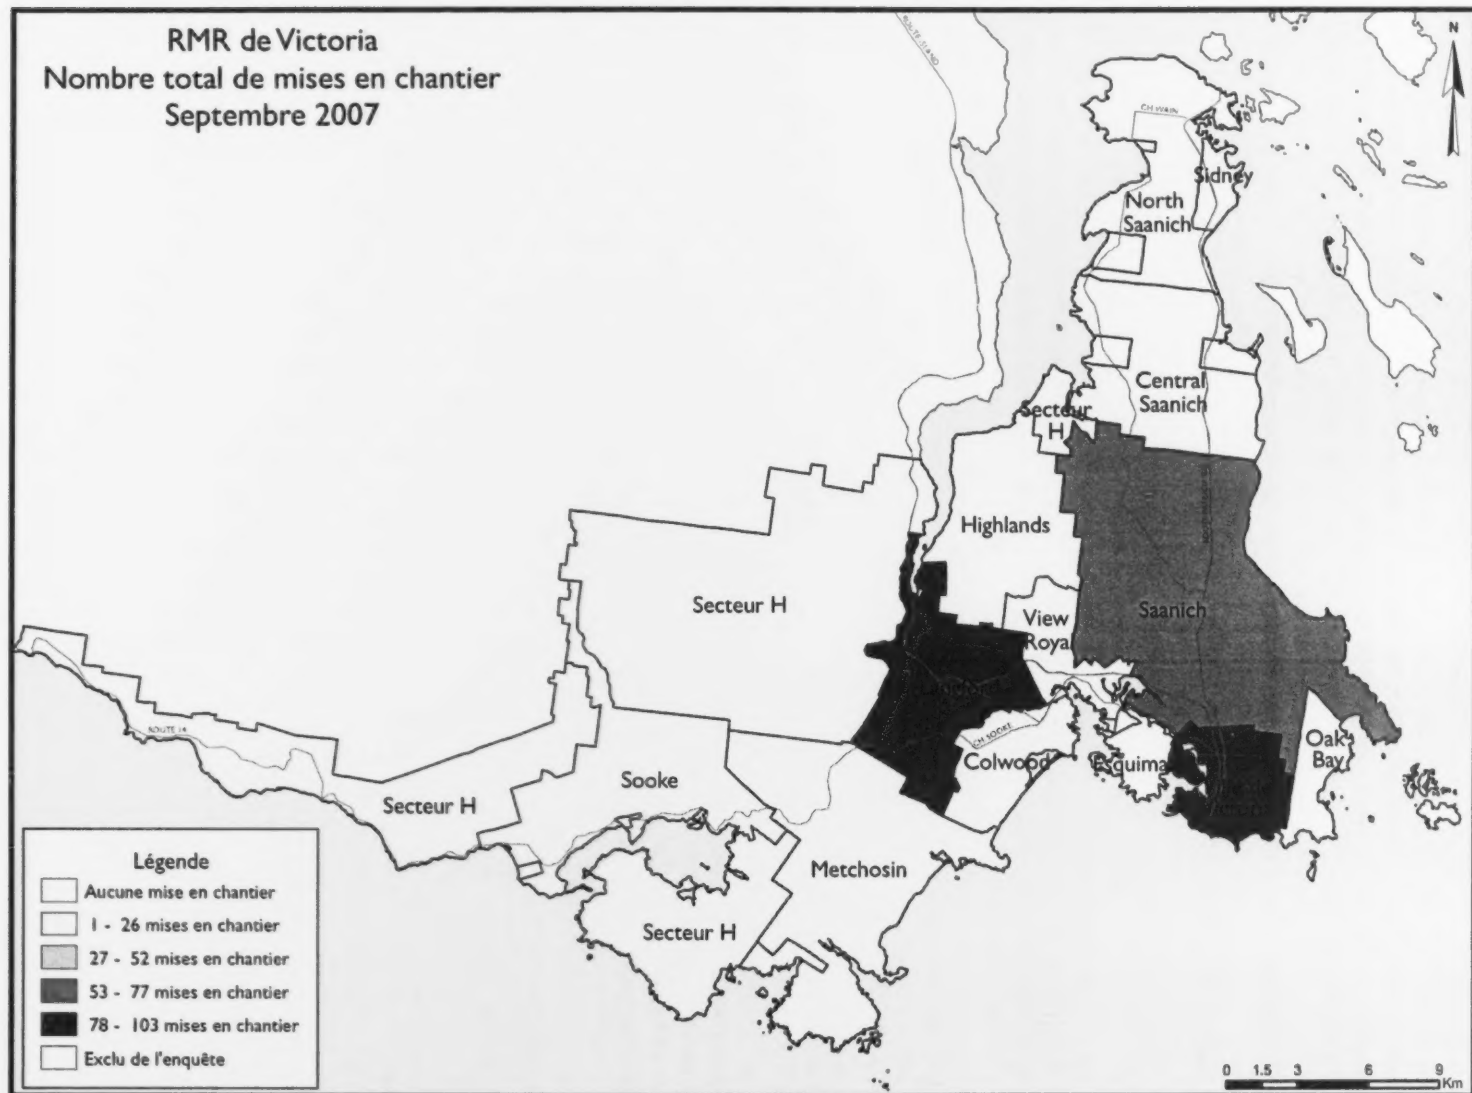 RMR de Victoria
Nombre total de mises en chantier
Septembre 2007
N
CH WAIN
Sidney
North
Saanich
Central
Saanich
Secteur
H
Highlands
Secteur H
View
Royal
Saanich
Langford
CH SOOKE
Colwood
Oak
Bay
ROUTE 14
Sooke
Secteur H
Metchosin
Secteur H
Légende
Aucune mise en chantier
1 - 26 mises en chantier
27 - 52 mises en chantier
53 - 77 mises en chantier
78 - 103 mises en chantier
Exclu de l'enquête
0 1.5 3 6 9
Km